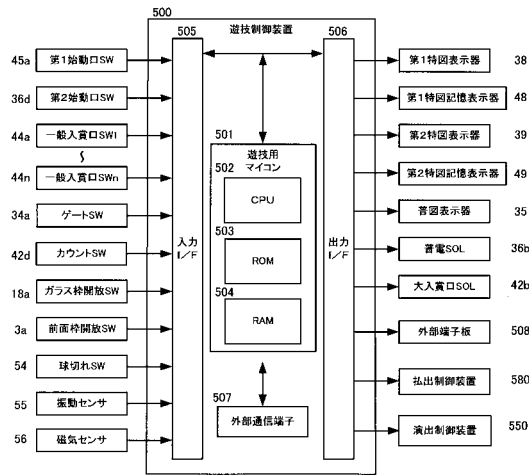 500
遊技制御装置
505
506
入力
I/F
出力
I/F
45a 第1始動口SW
36d 第2始動口SW
44a 一般入賞口SW1
44n 一般入賞口SWn
34a ゲートSW
42d カウントSW
18a ガラス枠開放SW
3a 前面枠開放SW
54 球切れSW
55 振動センサ
56 磁気センサ
501
遊技用
マイコン
502
CPU
503
ROM
504
RAM
507
外部通信端子
第1特図表示器 38
第1特図記憶表示器 48
第2特図表示器 39
第2特図記憶表示器 49
普図表示器 35
普電SOL 36b
大入賞口SOL 42b
外部端子板 508
払出制御装置 580
演出制御装置 550